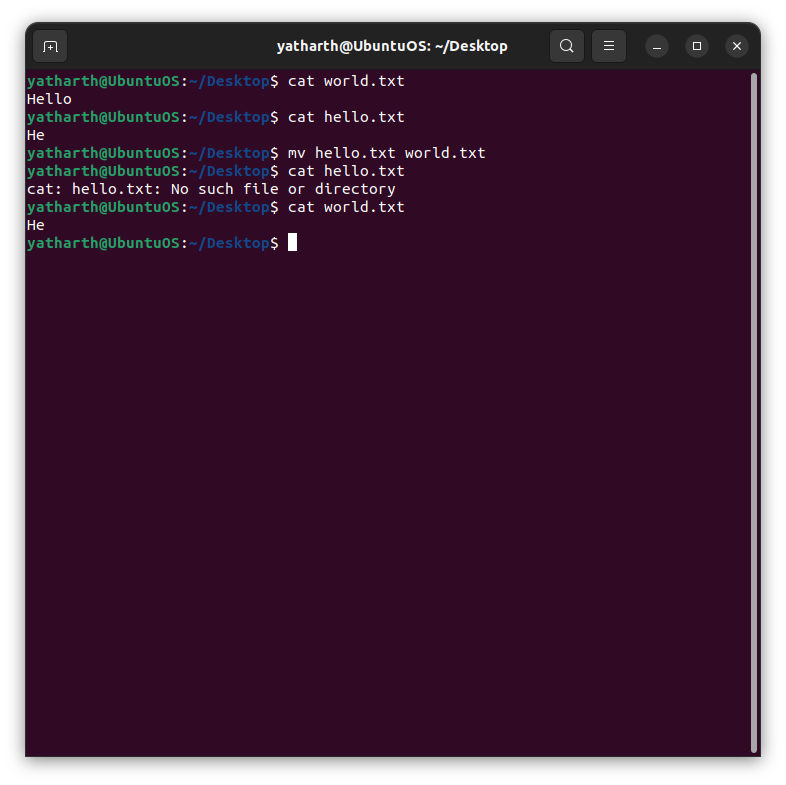 yatharth@UbuntuOS: ~/Desktop
yatharth@UbuntuOS:~/Desktop$ cat world.txt
Hello
yatharth@UbuntuOS:~/Desktop$ cat hello.txt
He
yatharth@UbuntuOS:~/Desktop$ mv hello.txt world.txt
yatharth@UbuntuOS:~/Desktop$ cat hello.txt
cat: hello.txt: No such file or directory
yatharth@UbuntuOS:~/Desktop$ cat world.txt
He
yatharth@UbuntuOS:~/Desktop$